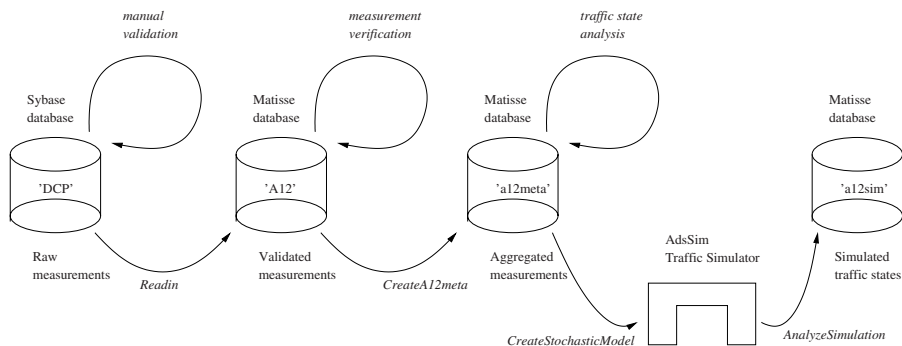 manual
validation
measurement
verification
traffic state
analysis
Sybase
database
Matisse
database
Matisse
database
Matisse
database
’DCP’
’A12’
’a12meta’
’a12sim’
Raw
measurements
Readin
Validated
measurements
CreateA12meta
Aggregated
measurements
AdsSim
Traffic Simulator
Simulated
traffic states
CreateStochasticModel
AnalyzeSimulation